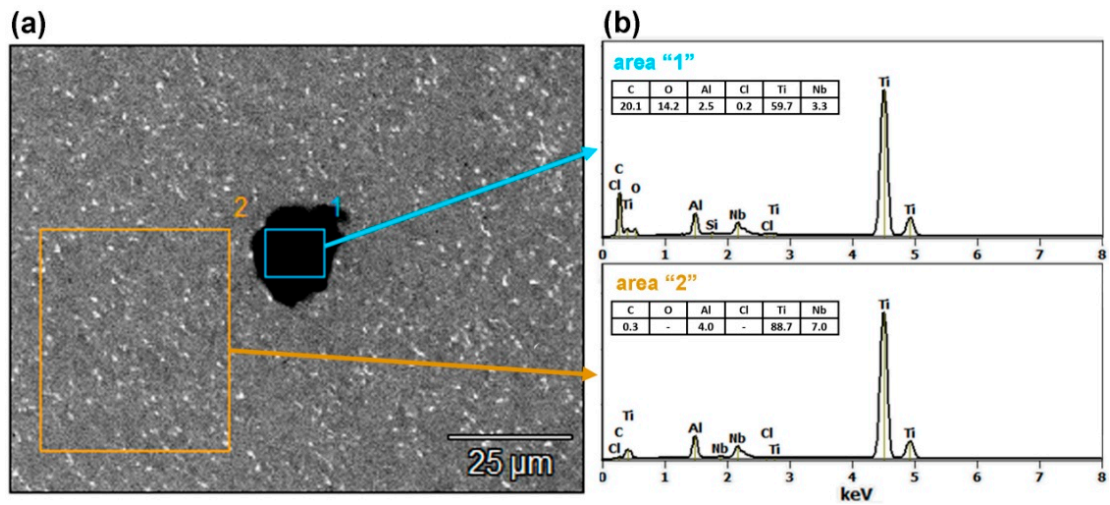 (a)
2
1
25 µm
(b)
area “1”
C O Al Cl Ti Nb
20.1 14.2 2.5 0.2 59.7 3.3
Ti
C
Cl
Ti
O
Al
Si
Nb
Ti
Cl
Ti
0 1 2 3 4 5 6 7 8
area “2”
C O Al Cl Ti Nb
0.3 - 4.0 - 88.7 7.0
Ti
Ti
C
Cl
Al
Nb
Nb
Cl
Ti
Ti
0 1 2 3 4 5 6 7 8
keV